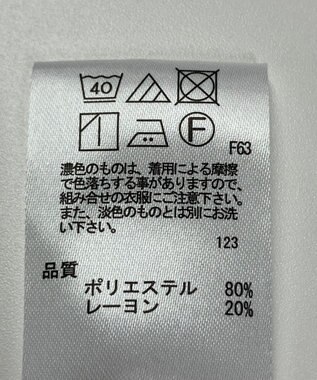 40
F
F63
濃色のものは、着用による摩擦
で色落ちする事がありますので、
組み合せの衣服にご注意下さい。
また、淡色のものとは別にお洗
い下さい。
123
品質
ポリエステル 80%
レーヨン 20%